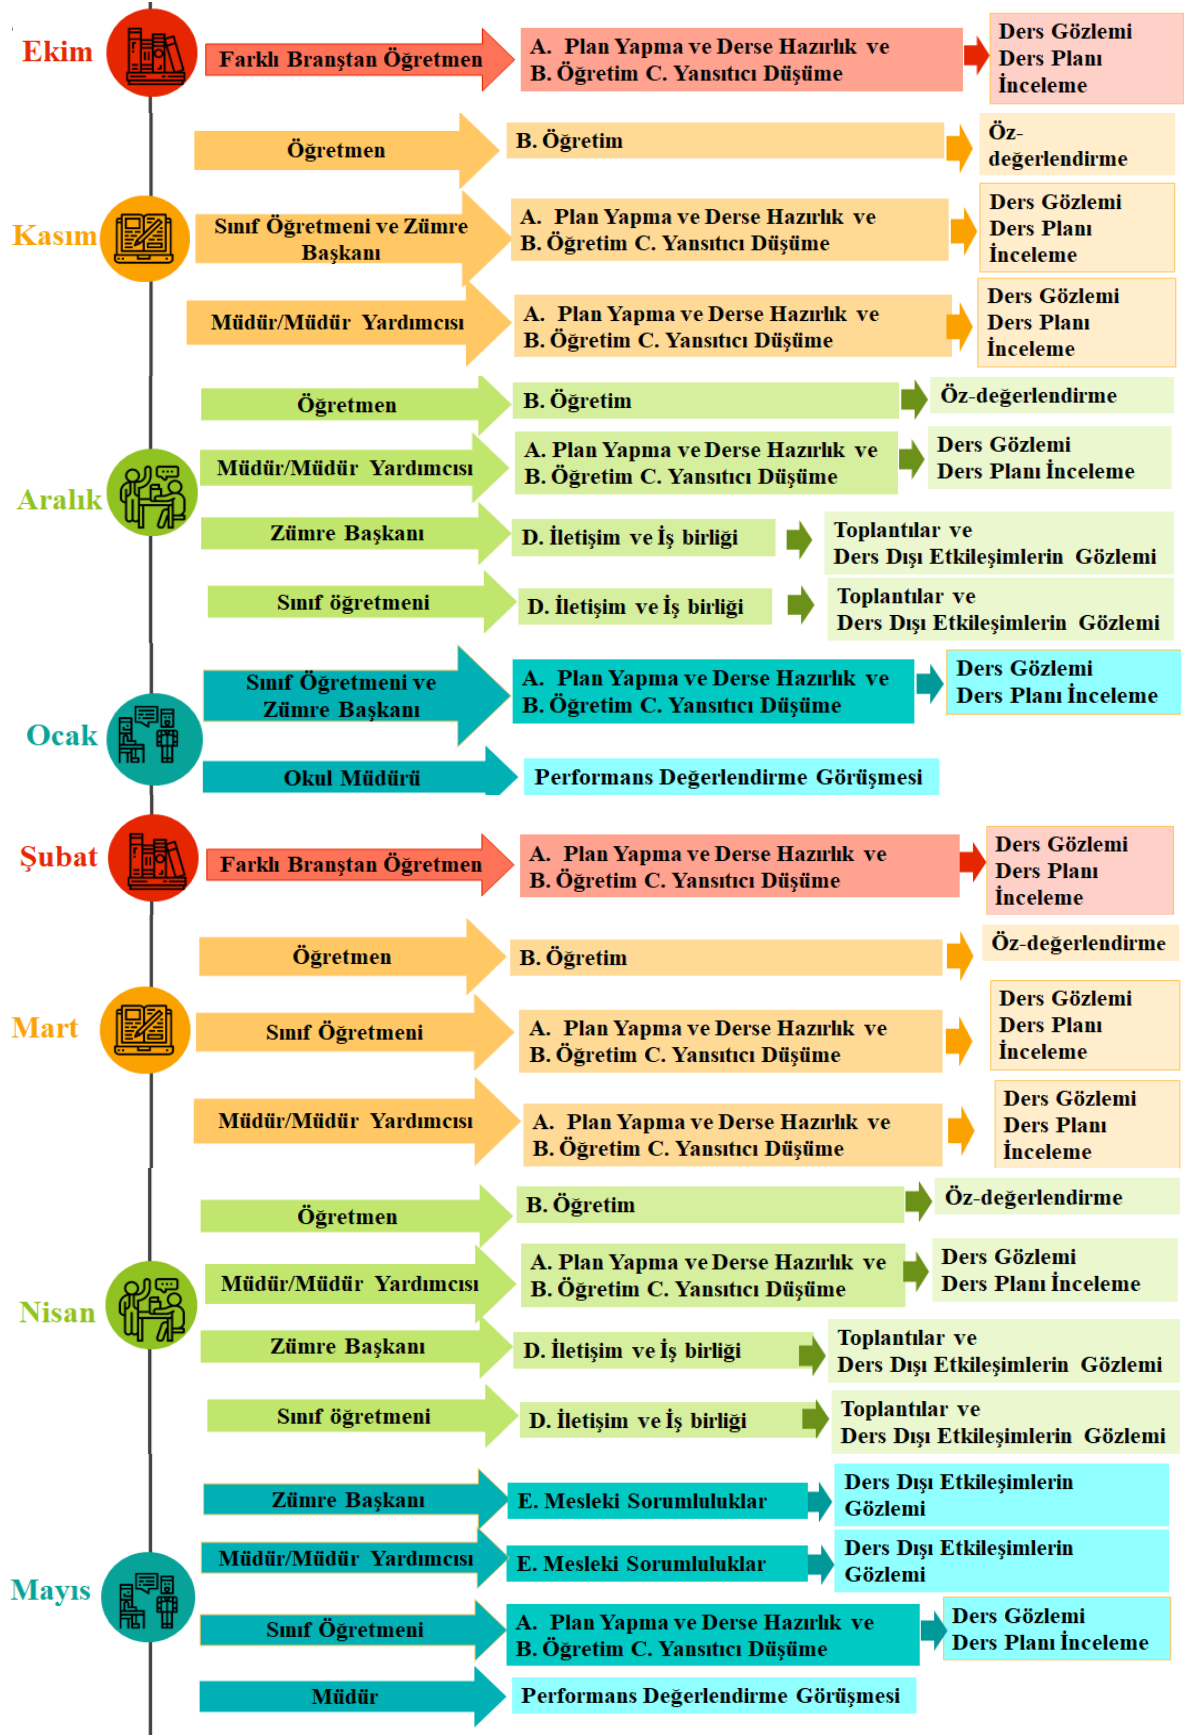 Ekim
Farklı Branştan Öğretmen
A. Plan Yapma ve Derse Hazırlık ve
B. Öğretim C. Yansıtıcı Düşüme
Ders Gözlemi
Ders Planı
İnceleme
Kasım
Öğretmen
B. Öğretim
Öz-
değerlendirme
Sınıf Öğretmeni ve Zümre
Başkanı
A. Plan Yapma ve Derse Hazırlık ve
B. Öğretim C. Yansıtıcı Düşüme
Ders Gözlemi
Ders Planı
İnceleme
Müdür/Müdür Yardımcısı
A. Plan Yapma ve Derse Hazırlık ve
B. Öğretim C. Yansıtıcı Düşüme
Ders Gözlemi
Ders Planı
İnceleme
Aralık
Öğretmen
B. Öğretim
Öz-değerlendirme
Müdür/Müdür Yardımcısı
A. Plan Yapma ve Derse Hazırlık ve
B. Öğretim C. Yansıtıcı Düşüme
Ders Gözlemi
Ders Planı İnceleme
Zümre Başkanı
D. İletişim ve İş birliği
Toplantılar ve
Ders Dışı Etkileşimlerin Gözlemi
Sınıf öğretmeni
D. İletişim ve İş birliği
Toplantılar ve
Ders Dışı Etkileşimlerin Gözlemi
Ocak
Sınıf Öğretmeni ve
Zümre Başkanı
A. Plan Yapma ve Derse Hazırlık ve
B. Öğretim C. Yansıtıcı Düşüme
Ders Gözlemi
Ders Planı İnceleme
Okul Müdürü
Performans Değerlendirme Görüşmesi
Şubat
Farklı Branştan Öğretmen
A. Plan Yapma ve Derse Hazırlık ve
B. Öğretim C. Yansıtıcı Düşüme
Ders Gözlemi
Ders Planı
İnceleme
Mart
Öğretmen
B. Öğretim
Öz-değerlendirme
Sınıf Öğretmeni
A. Plan Yapma ve Derse Hazırlık ve
B. Öğretim C. Yansıtıcı Düşüme
Ders Gözlemi
Ders Planı
İnceleme
Müdür/Müdür Yardımcısı
A. Plan Yapma ve Derse Hazırlık ve
B. Öğretim C. Yansıtıcı Düşüme
Ders Gözlemi
Ders Planı
İnceleme
Nisan
Öğretmen
B. Öğretim
Öz-değerlendirme
Müdür/Müdür Yardımcısı
A. Plan Yapma ve Derse Hazırlık ve
B. Öğretim C. Yansıtıcı Düşüme
Ders Gözlemi
Ders Planı İnceleme
Zümre Başkanı
D. İletişim ve İş birliği
Toplantılar ve
Ders Dışı Etkileşimlerin Gözlemi
Sınıf öğretmeni
D. İletişim ve İş birliği
Toplantılar ve
Ders Dışı Etkileşimlerin Gözlemi
Mayıs
Zümre Başkanı
E. Mesleki Sorumluluklar
Ders Dışı Etkileşimlerin
Gözlemi
Müdür/Müdür Yardımcısı
E. Mesleki Sorumluluklar
Ders Dışı Etkileşimlerin
Gözlemi
Sınıf Öğretmeni
A. Plan Yapma ve Derse Hazırlık ve
B. Öğretim C. Yansıtıcı Düşüme
Ders Gözlemi
Ders Planı İnceleme
Müdür
Performans Değerlendirme Görüşmesi